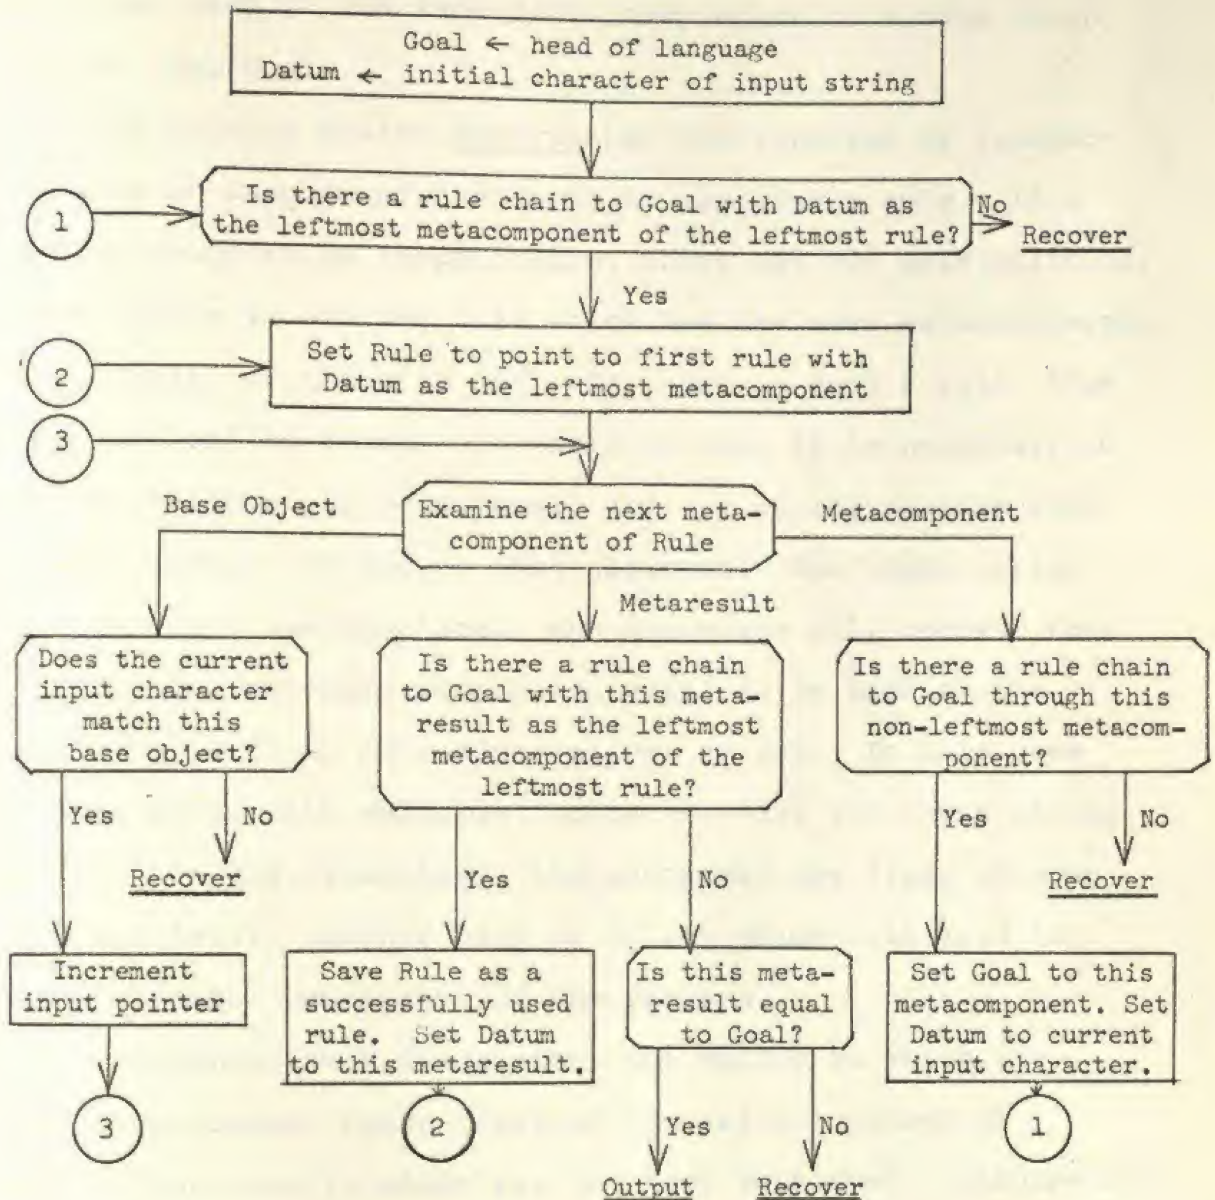 Goal ← head of language
Datum ← initial character of input string
1
Is there a rule chain to Goal with Datum as
the leftmost metacomponent of the leftmost rule?
No
Recover
Yes
2
Set Rule to point to first rule with
Datum as the leftmost metacomponent
3
Base Object
Examine the next meta-
component of Rule
Metacomponent
Metaresult
Does the current
input character
match this
base object?
Is there a rule chain
to Goal with this meta-
result as the leftmost
metacomponent of the
leftmost rule?
Is there a rule chain
to Goal through this
non-leftmost metacom-
ponent?
Yes
No
Recover
Yes
No
Yes
No
Recover
Increment
input pointer
Save Rule as a
successfully used
rule. Set Datum
to this metaresult.
Is this meta-
result equal
to Goal?
Set Goal to this
metacomponent. Set
Datum to current
input character.
3
2
Yes
No
1
Output
Recover